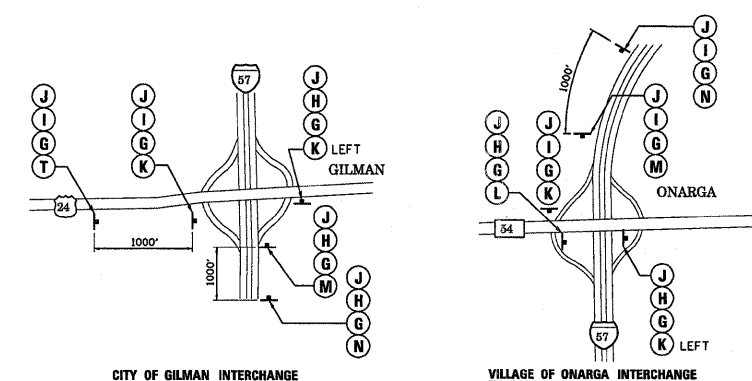 57
J
H
G
K LEFT
GILMAN
J
I
G
T
J
I
G
K
24
1000'
1000'
J
H
G
M
J
H
G
N
CITY OF GILMAN INTERCHANGE
J
I
G
N
1000'
J
I
G
M
J
H
G
L
J
I
G
K
ONARGA
54
J
H
G
K LEFT
57
VILLAGE OF ONARGA INTERCHANGE